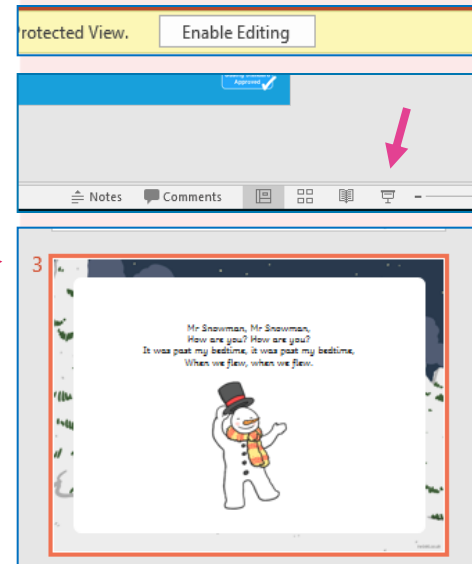 rotected View. Enable Editing
Approved
Notes Comments
3
Mr Snowman, Mr Snowman,
How are you? How are you?
It was past my bedtime, it was past my bedtime,
When we flew, when we flew.